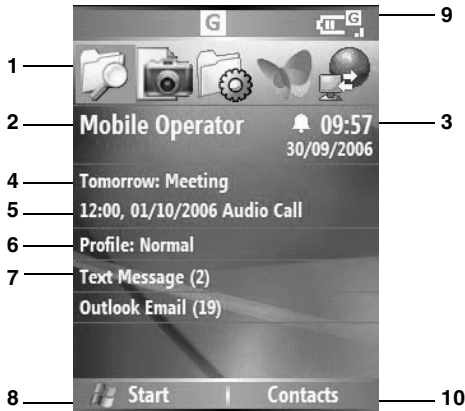 G G 9
1
2 Mobile Operator 09:57 3
30/09/2006
4 Tomorrow: Meeting
5 12:00, 01/10/2006 Audio Call
6 Profile: Normal
7 Text Message (2)
Outlook Email (19)
8 Start Contacts 10